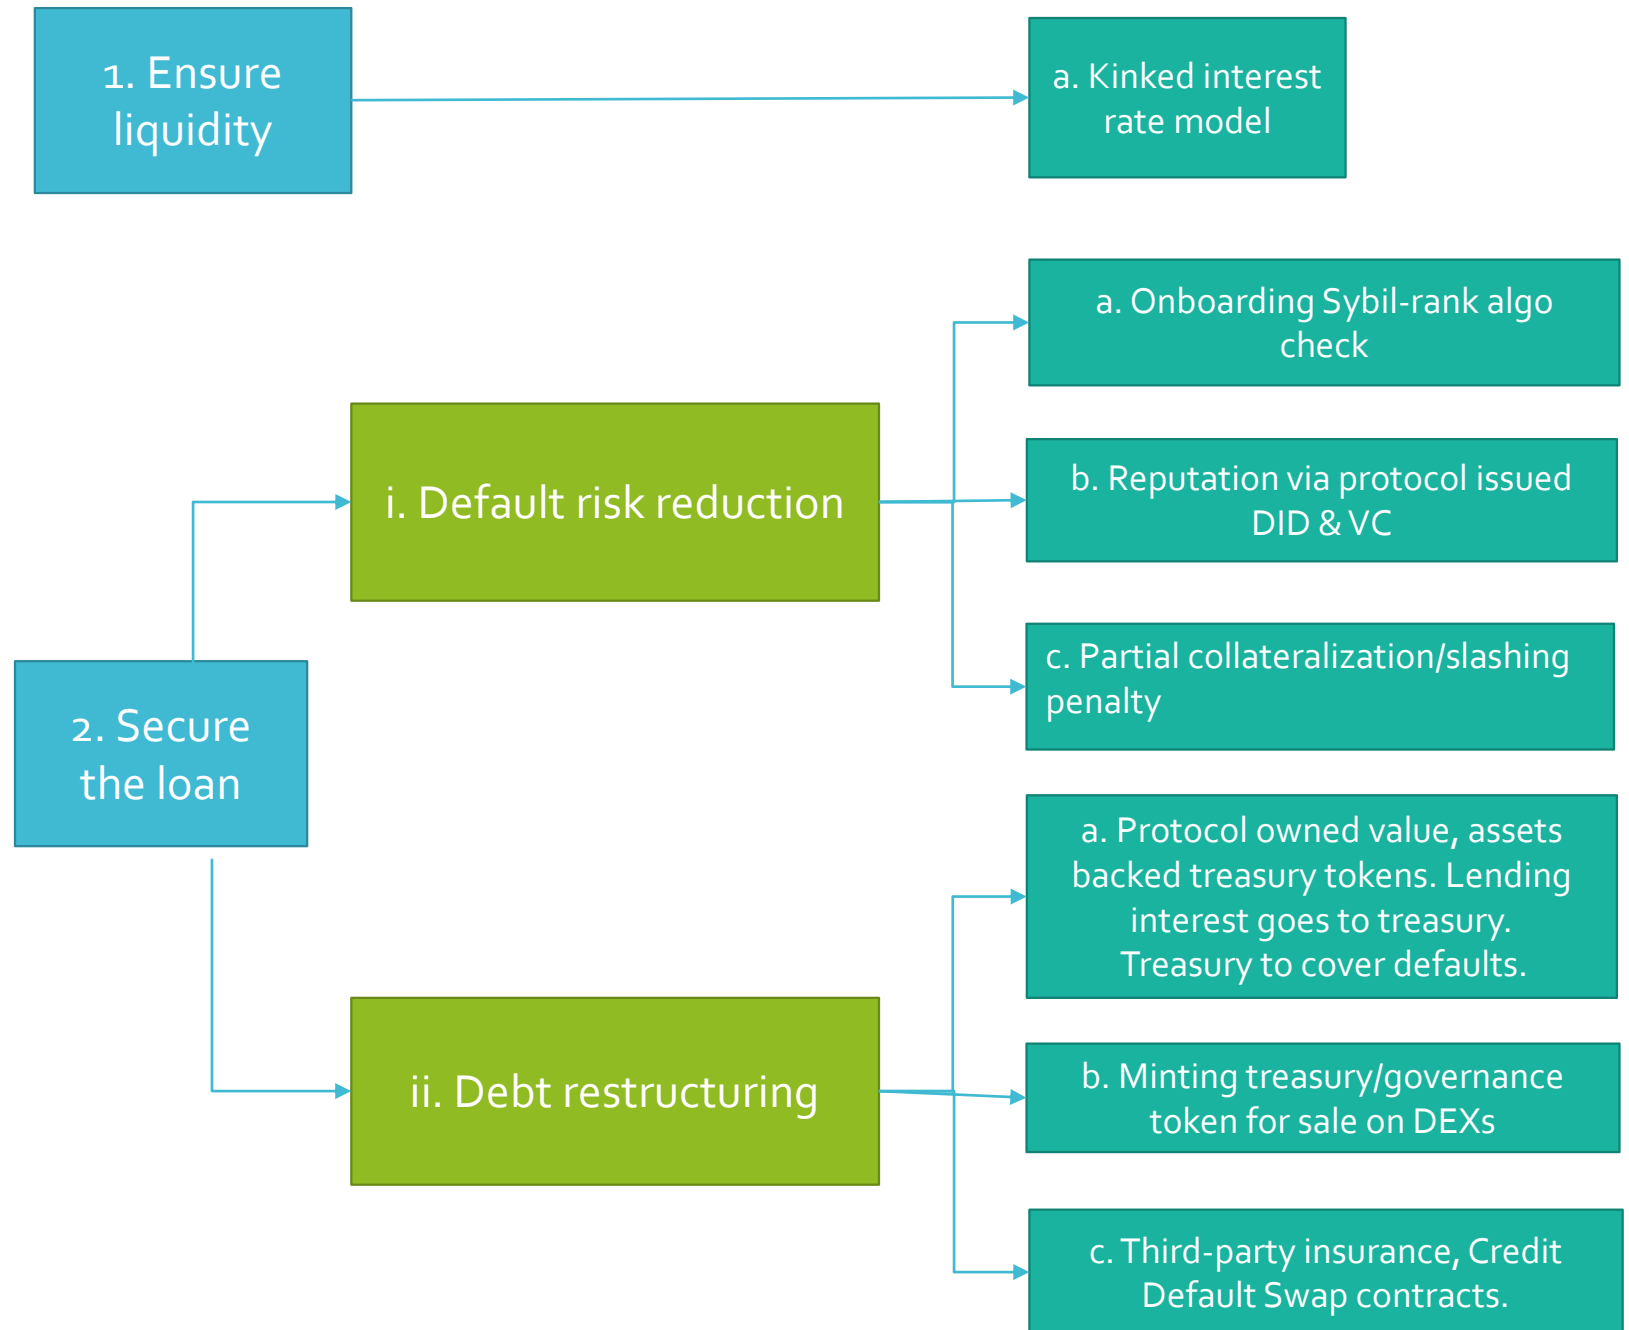 1. Ensure
liquidity
a. Kinked interest
rate model
a. Onboarding Sybil-rank algo
check
i. Default risk reduction
b. Reputation via protocol issued
DID & VC
c. Partial collateralization/slashing
penalty
2. Secure
the loan
a. Protocol owned value, assets
backed treasury tokens. Lending
interest goes to treasury.
Treasury to cover defaults.
ii. Debt restructuring
b. Minting treasury/governance
token for sale on DEXs
c. Third-party insurance, Credit
Default Swap contracts.